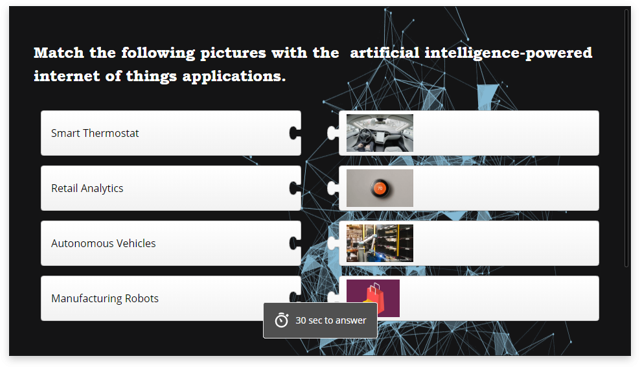 Match the following pictures with the  artificial intelligence-powered
internet of things applications.
Smart Thermostat
Retail Analytics
Autonomous Vehicles
Manufacturing Robots
30 sec to answer